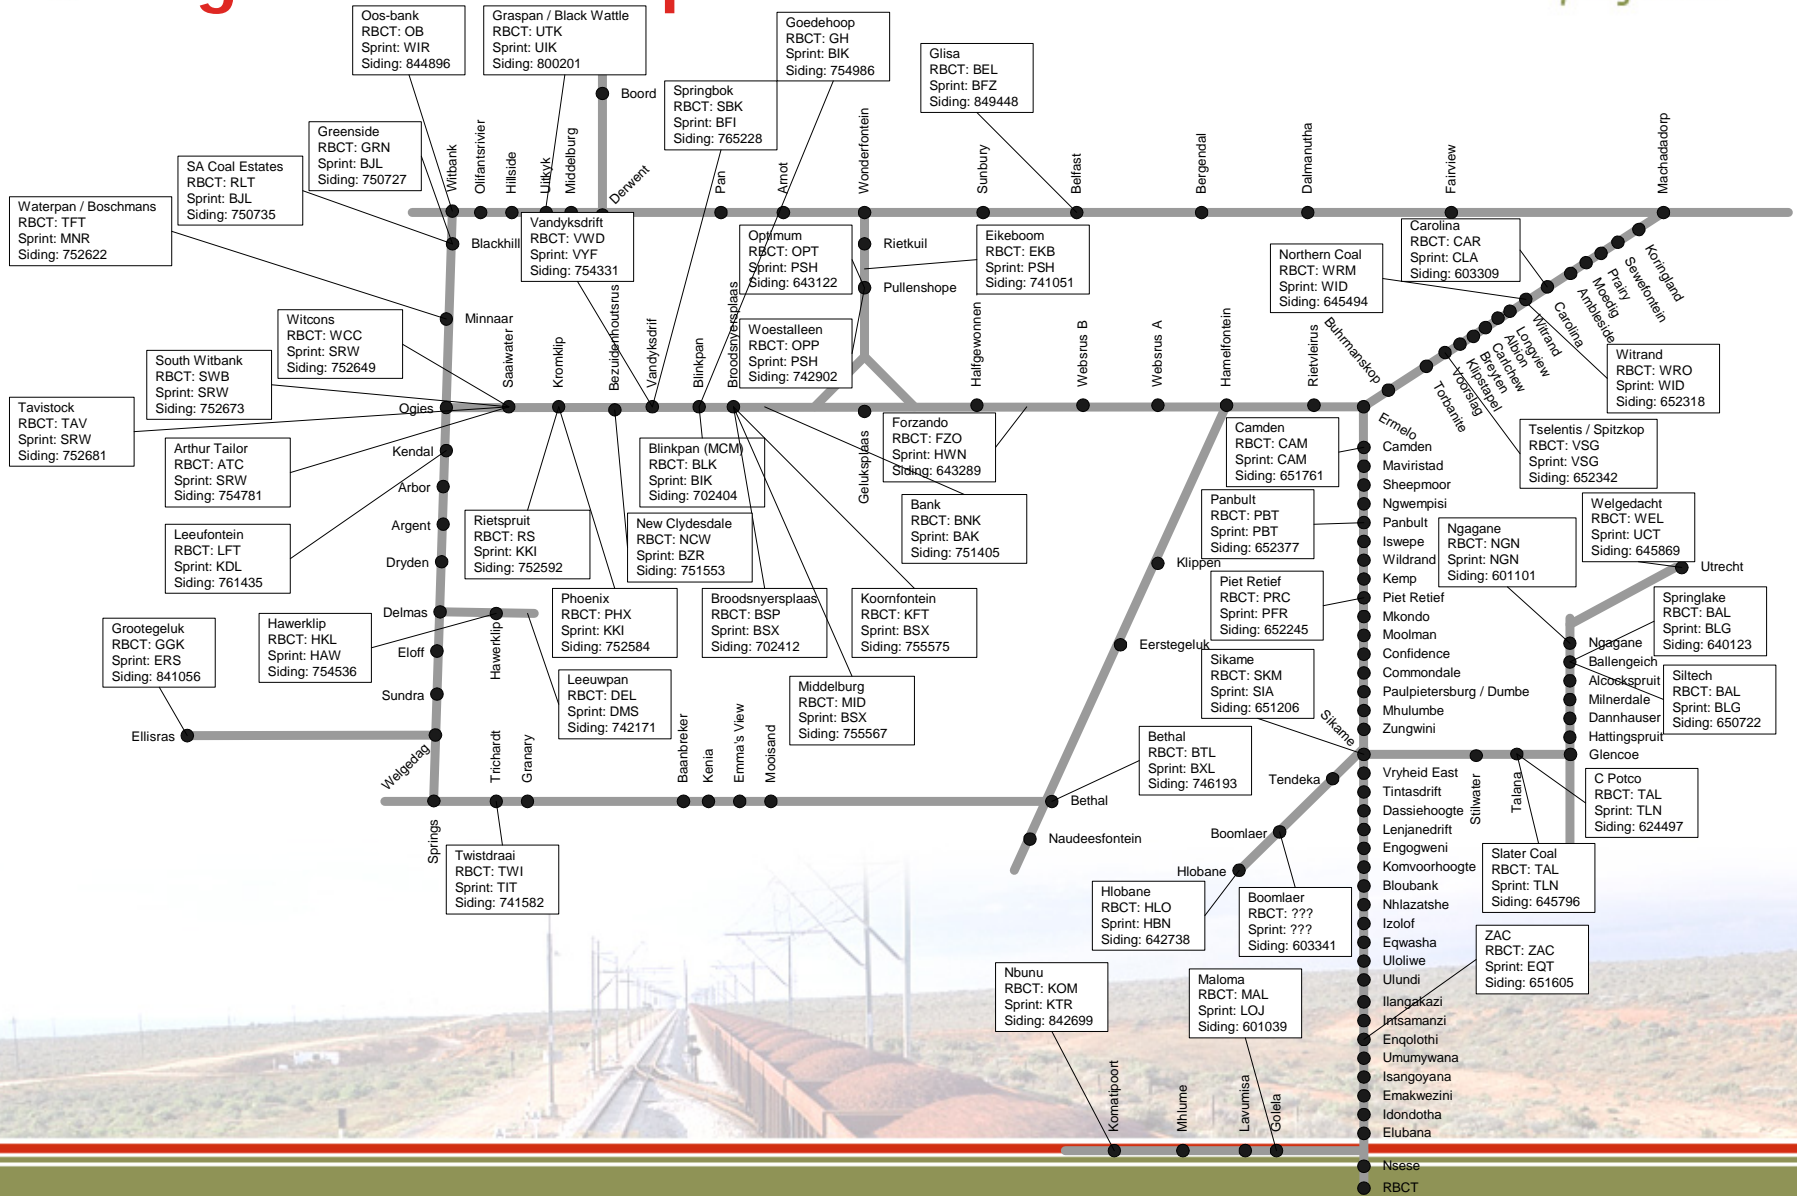 Oos-bank
RBCT: OB
Sprint: WIR
Siding: 844896
Graspan / Black Wattle
RBCT: UTK
Sprint: UIK
Siding: 800201
Goedehoop
RBCT: GH
Sprint: BIK
Siding: 754986
Glisa
RBCT: BEL
Sprint: BFZ
Siding: 849448
Springbok
RBCT: SBK
Sprint: BFI
Siding: 765228
Boord
Greenside
RBCT: GRN
Sprint: BJL
Siding: 750727
SA Coal Estates
RBCT: RLT
Sprint: BJL
Siding: 750735
Waterpan / Boschmans
RBCT: TFT
Sprint: MNR
Siding: 752622
Witbank
Olifantsrivier
Hillside
Uitkyk
Middelburg
Derwent
Pan
Arnot
Wonderfontein
Sunbury
Belfast
Bergendal
Dalmanutha
Fairview
Machadadorp
Blackhill
Vandyksdrift
RBCT: VWD
Sprint: VYF
Siding: 754331
Optimum
RBCT: OPT
Sprint: PSH
Siding: 643122
Rietkuil
Pullenshope
Eikeboom
RBCT: EKB
Sprint: PSH
Siding: 741051
Northern Coal
RBCT: WRM
Sprint: WID
Siding: 645494
Carolina
RBCT: CAR
Sprint: CLA
Siding: 603309
Koringland
Sewefontein
Prairy
Moedig
Ambleside
Carolina
Witrand
Longview
Albion
Carlchew
Breyten
Klipstapel
Voorslag
Torbanite
Buhrmanskop
Ermelo
Minnaar
Witcons
RBCT: WCC
Sprint: SRW
Siding: 752649
South Witbank
RBCT: SWB
Sprint: SRW
Siding: 752673
Tavistock
RBCT: TAV
Sprint: SRW
Siding: 752681
Arthur Tailor
RBCT: ATC
Sprint: SRW
Siding: 754781
Leeufontein
RBCT: LFT
Sprint: KDL
Siding: 761435
Woestalleen
RBCT: OPP
Sprint: PSH
Siding: 742902
Witrand
RBCT: WRO
Sprint: WID
Siding: 652318
Tselentis / Spitzkop
RBCT: VSG
Sprint: VSG
Siding: 652342
Ogies
Saaiwater
Kromklip
Bezuidenhoutsrus
Vandyksdrif
Blinkpan
Broodsnyersplaas
Geluksplaas
Halfgewonnen
Websrus B
Websrus A
Hamelfontein
Rietvleirus
Kendal
Arbor
Argent
Dryden
Delmas
Eloff
Sundra
Welgedag
Springs
Hawerklip
Ellisras
Rietspruit
RBCT: RS
Sprint: KKI
Siding: 752592
Phoenix
RBCT: PHX
Sprint: KKI
Siding: 752584
New Clydesdale
RBCT: NCW
Sprint: BZR
Siding: 751553
Blinkpan (MCM)
RBCT: BLK
Sprint: BIK
Siding: 702404
Broodsnyersplaas
RBCT: BSP
Sprint: BSX
Siding: 702412
Koornfontein
RBCT: KFT
Sprint: BSX
Siding: 755575
Middelburg
RBCT: MID
Sprint: BSX
Siding: 755567
Forzando
RBCT: FZO
Sprint: HWN
Siding: 643289
Bank
RBCT: BNK
Sprint: BAK
Siding: 751405
Camden
RBCT: CAM
Sprint: CAM
Siding: 651761
Panbult
RBCT: PBT
Sprint: PBT
Siding: 652377
Piet Retief
RBCT: PRC
Sprint: PFR
Siding: 652245
Sikame
RBCT: SKM
Sprint: SIA
Siding: 651206
Camden
Maviristad
Sheepmoor
Ngwempisi
Panbult
Iswepe
Wildrand
Kemp
Piet Retief
Mkondo
Moolman
Confidence
Commondale
Paulpietersburg / Dumbe
Mhulumbe
Zungwini
Sikame
Ngagane
RBCT: NGN
Sprint: NGN
Siding: 601101
Welgedacht
RBCT: WEL
Sprint: UCT
Siding: 645869
Utrecht
Springlake
RBCT: BAL
Sprint: BLG
Siding: 640123
Siltech
RBCT: BAL
Sprint: BLG
Siding: 650722
Ngagane
Ballengeich
Alcockspruit
Milnerdale
Dannhauser
Hattingspruit
Glencoe
Stilwater
Talana
C Potco
RBCT: TAL
Sprint: TLN
Siding: 624497
Slater Coal
RBCT: TAL
Sprint: TLN
Siding: 645796
Klippen
Eerstegeluk
Bethal
Naudeesfontein
Bethal
RBCT: BTL
Sprint: BXL
Siding: 746193
Grootegeluk
RBCT: GGK
Sprint: ERS
Siding: 841056
Hawerklip
RBCT: HKL
Sprint: HAW
Siding: 754536
Leeuwpan
RBCT: DEL
Sprint: DMS
Siding: 742171
Trichardt
Granary
Baanbreker
Kenia
Emma's View
Mooisand
Twistdraai
RBCT: TWI
Sprint: TIT
Siding: 741582
Tendeka
Boomlaer
Hlobane
Hlobane
RBCT: HLO
Sprint: HBN
Siding: 642738
Boomlaer
RBCT: ???
Sprint: ???
Siding: 603341
Vryheid East
Tintasdrift
Dassiehoogte
Lenjanedrift
Engogweni
Komvoorhoogte
Bloubank
Nhlazatshe
Izolof
Eqwasha
Uloliwe
Ulundi
Ilangakazi
Intsamanzi
Enqolothi
Umumywana
Isangoyana
Emakwezini
Idondotha
Elubana
Nsese
RBCT
ZAC
RBCT: ZAC
Sprint: EQT
Siding: 651605
Nbunu
RBCT: KOM
Sprint: KTR
Siding: 842699
Maloma
RBCT: MAL
Sprint: LOJ
Siding: 601039
Komatipoort
Mhlume
Lavumisa
Golela